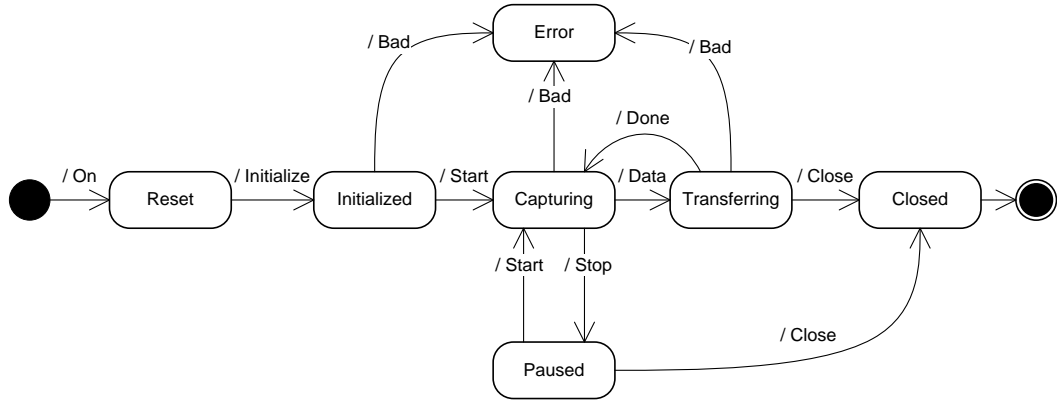 Error
/ Bad
/ Bad
/ Bad
/ Done
/ On
/ Initialize
/ Start
/ Data
/ Close
Reset
Initialized
Capturing
Transferring
Closed
/ Start
/ Stop
/ Close
Paused